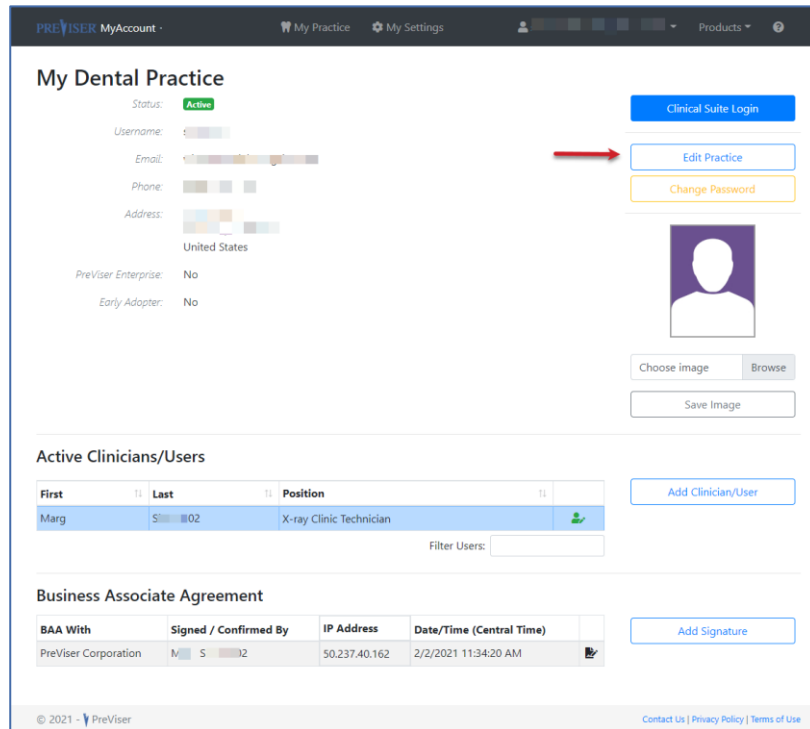 PREVISER MyAccount · My Practice My Settings Products ?
My Dental Practice
Status: Active
Clinical Suite Login
Username:
Email:
Edit Practice
Phone:
Change Password
Address:
United States
PreViser Enterprise: No
Early Adopter: No
Choose image Browse
Save Image
Active Clinicians/Users
Add Clinician/User
First Last Position
Marg X-ray Clinic Technician
Filter Users:
Business Associate Agreement
BAA With Signed / Confirmed By IP Address Date/Time (Central Time)
Add Signature
PreViser Corporation 50.237.40.162 2/2/2021 11:34:20 AM
© 2021 - PreViser
Contact Us | Privacy Policy | Terms of Use